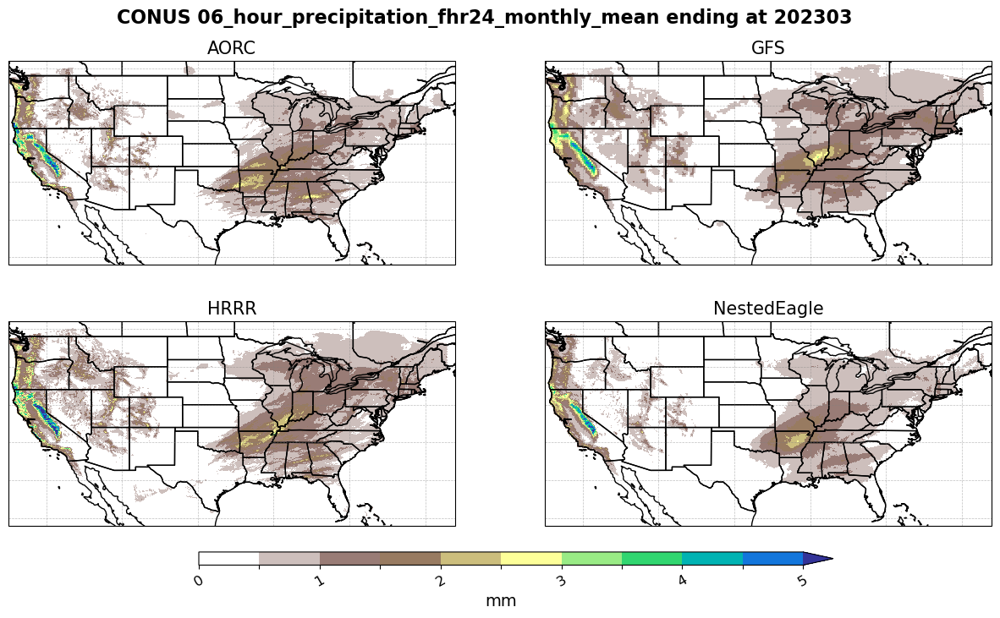 CONUS 06_hour_precipitation_fhr24_monthly_mean ending at 202303
AORC
GFS
HRRR
NestedEagle
0 1 2 3 4 5
mm